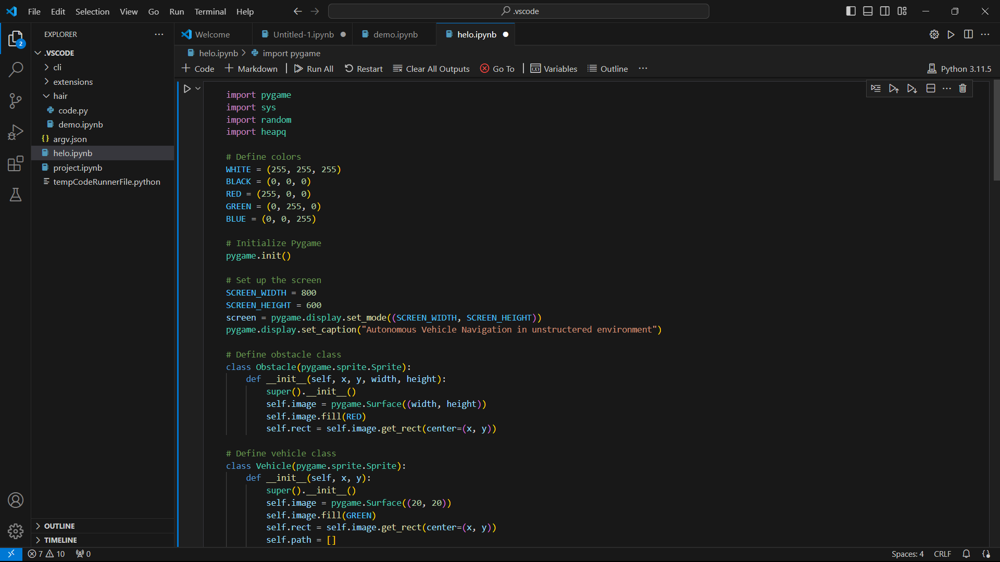 File Edit Selection View Go Run Terminal Help
.vscode
EXPLORER
.VSCODE
cli
extensions
hair
code.py
demo.ipynb
argv.json
helo.ipynb
project.ipynb
tempCodeRunnerFile.python
OUTLINE
TIMELINE
2
Welcome Untitled-1.ipynb demo.ipynb helo.ipynb
helo.ipynb > import pygame
Code Markdown Run All Restart Clear All Outputs Go To Variables Outline Python 3.11.5
import pygame
import sys
import random
import heapq
# Define colors
WHITE = (255, 255, 255)
BLACK = (0, 0, 0)
RED = (255, 0, 0)
GREEN = (0, 255, 0)
BLUE = (0, 0, 255)
# Initialize Pygame
pygame.init()
# Set up the screen
SCREEN_WIDTH = 800
SCREEN_HEIGHT = 600
screen = pygame.display.set_mode((SCREEN_WIDTH, SCREEN_HEIGHT))
pygame.display.set_caption("Autonomous Vehicle Navigation in unstructered environment")
# Define obstacle class
class Obstacle(pygame.sprite.Sprite):
    def __init__(self, x, y, width, height):
        super().__init__()
        self.image = pygame.Surface((width, height))
        self.image.fill(RED)
        self.rect = self.image.get_rect(center=(x, y))
# Define vehicle class
class Vehicle(pygame.sprite.Sprite):
    def __init__(self, x, y):
        super().__init__()
        self.image = pygame.Surface((20, 20))
        self.image.fill(GREEN)
        self.rect = self.image.get_rect(center=(x, y))
        self.path = []
7 10 0 Spaces: 4 CRLF